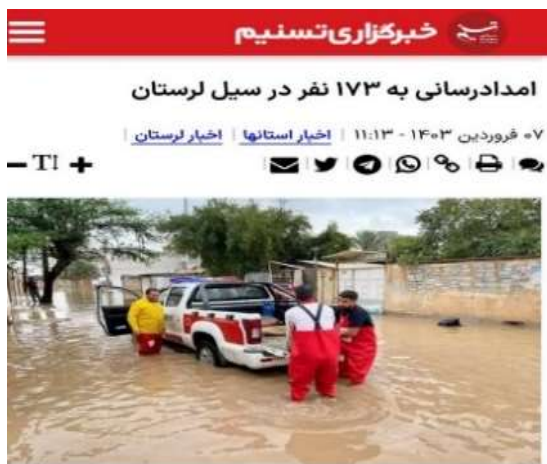 خبرگزاری تسنیم
امدادرسانی به ۱۷۳ نفر در سیل لرستان
۰۷ فروردین ۱۴۰۳ - ۱۱:۱۳ | اخبار استانها | اخبار لرستان |